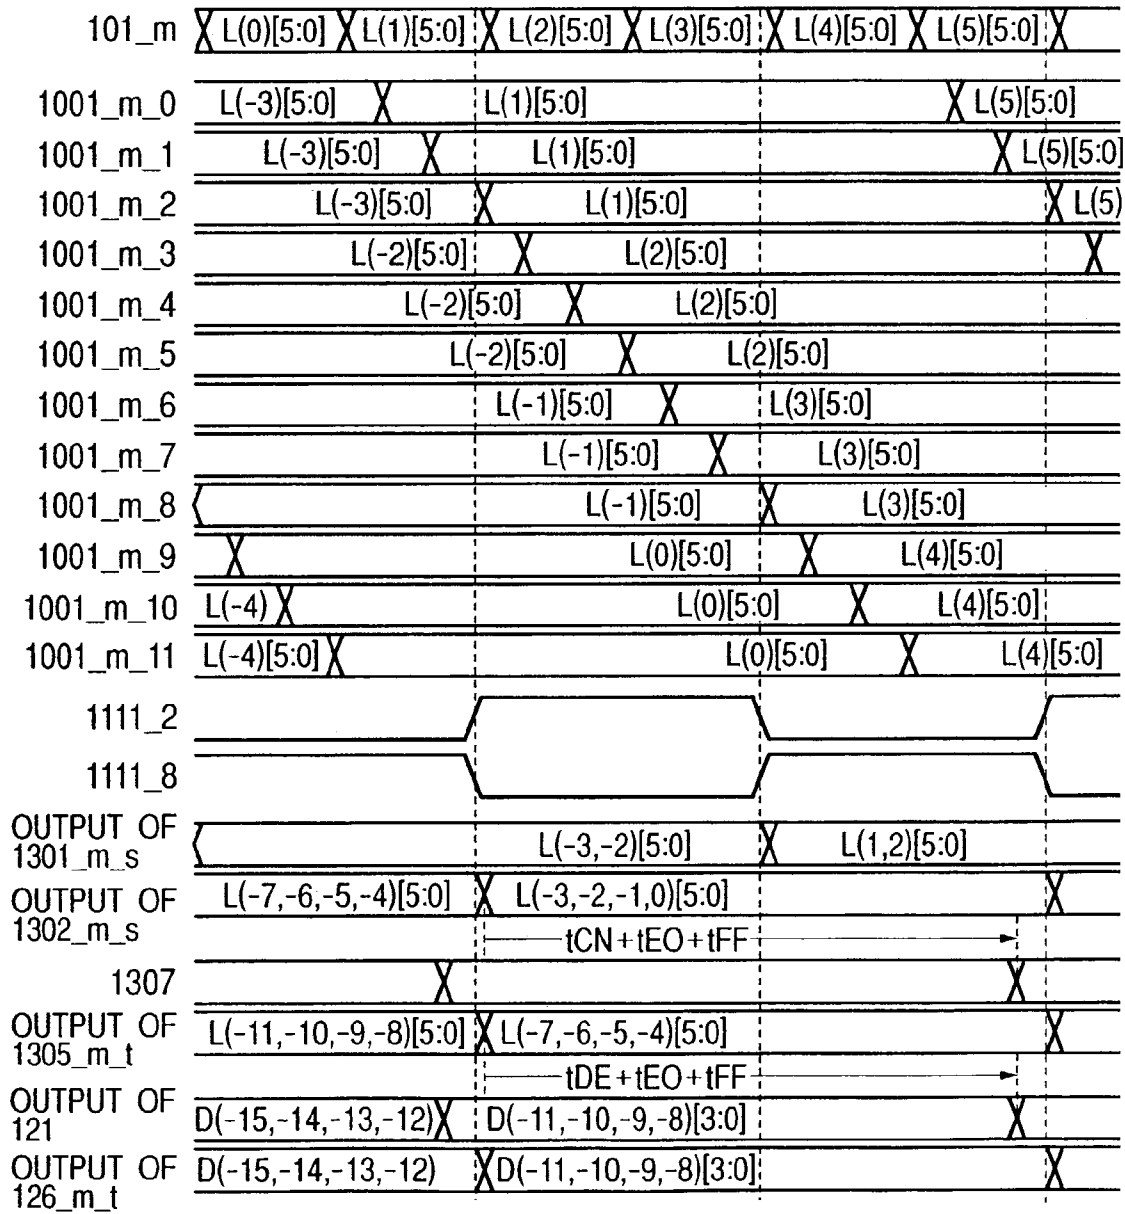 101_m L(0)[5:0] L(1)[5:0] L(2)[5:0] L(3)[5:0] L(4)[5:0] L(5)[5:0]
1001_m_0 L(-3)[5:0] L(1)[5:0] L(5)[5:0]
1001_m_1 L(-3)[5:0] L(1)[5:0] L(5)[5:0]
1001_m_2 L(-3)[5:0] L(1)[5:0] L(5)
1001_m_3 L(-2)[5:0] L(2)[5:0]
1001_m_4 L(-2)[5:0] L(2)[5:0]
1001_m_5 L(-2)[5:0] L(2)[5:0]
1001_m_6 L(-1)[5:0] L(3)[5:0]
1001_m_7 L(-1)[5:0] L(3)[5:0]
1001_m_8 L(-1)[5:0] L(3)[5:0]
1001_m_9 L(0)[5:0] L(4)[5:0]
1001_m_10 L(-4) L(0)[5:0] L(4)[5:0]
1001_m_11 L(-4)[5:0] L(0)[5:0] L(4)[5:0]
1111_2
1111_8
OUTPUT OF
1301_m_s L(-3,-2)[5:0] L(1,2)[5:0]
OUTPUT OF L(-7,-6,-5,-4)[5:0] L(-3,-2,-1,0)[5:0]
1302_m_s
tCN+tEO+tFF
1307
OUTPUT OF
1305_m_t L(-11,-10,-9,-8)[5:0] L(-7,-6,-5,-4)[5:0]
tDE+tEO+tFF
OUTPUT OF
121 D(-15,-14,-13,-12) D(-11,-10,-9,-8)[3:0]
OUTPUT OF D(-15,-14,-13,-12) D(-11,-10,-9,-8)[3:0]
126_m_t